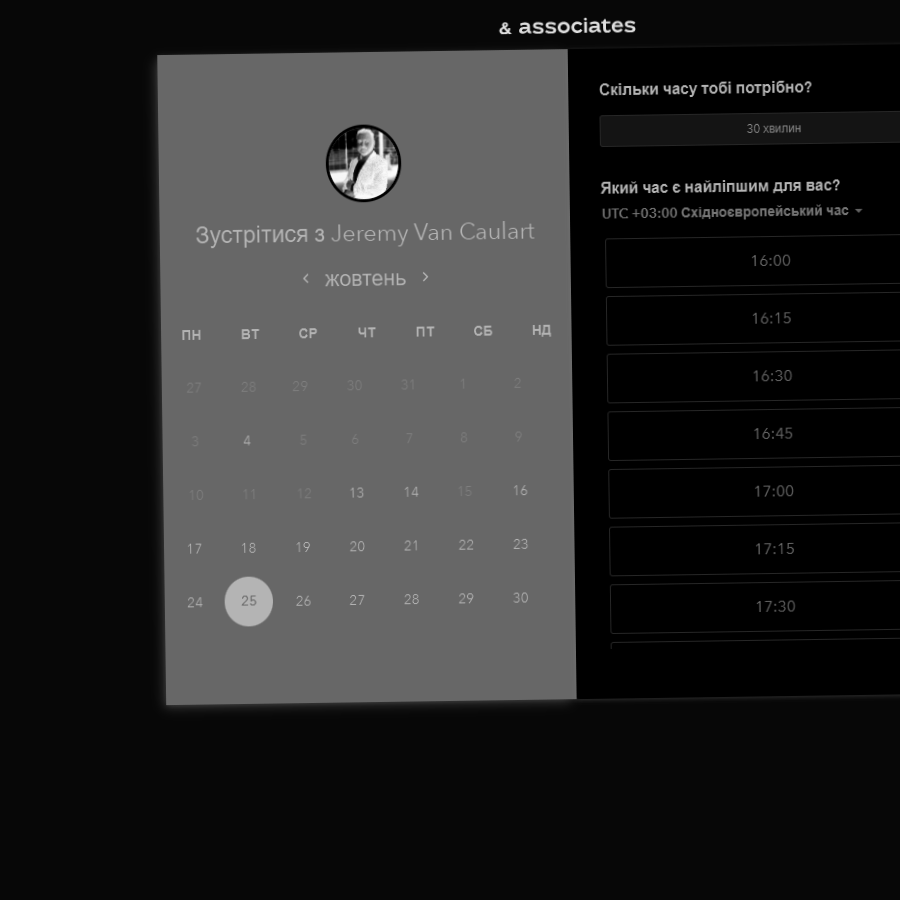 & associates
Зустрітися з Jeremy Van Caulart
жовтень
ПН ВТ СР ЧТ ПТ СБ НД
27 28 29 30 31 1 2
3 4 5 6 7 8 9
10 11 12 13 14 15 16
17 18 19 20 21 22 23
24 25 26 27 28 29 30
Скільки часу тобі потрібно?
30 хвилин
Який час є найліпшим для вас?
UTC +03:00 Східноєвропейський час
16:00
16:15
16:30
16:45
17:00
17:15
17:30